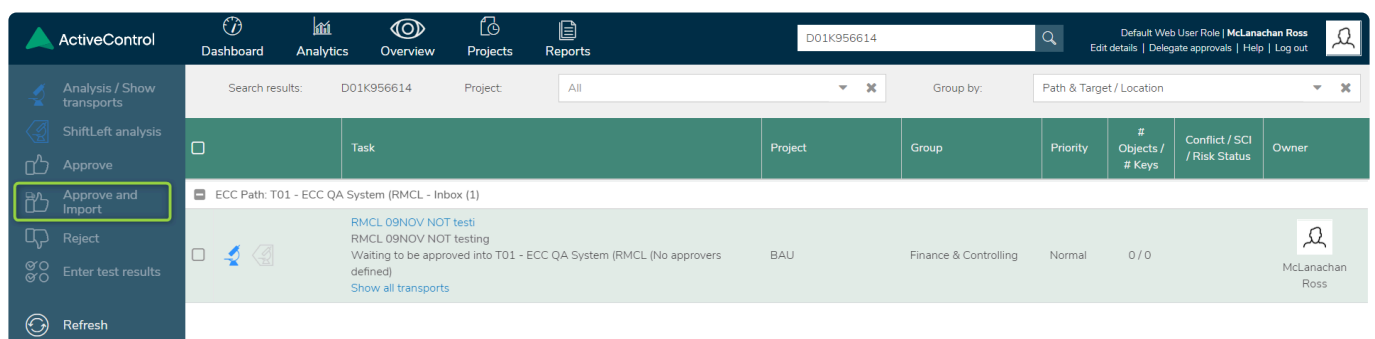 ActiveControl
Dashboard
Analytics
Overview
Projects
Reports
D01K956614
Default Web User Role | McLanachan Ross
Edit details | Delegate approvals | Help | Log out
Analysis / Show
transports
ShiftLeft analysis
Approve
Approve and
Import
Reject
Enter test results
Refresh
Search results: D01K956614 Project: All Group by: Path & Target / Location
Task
Project
Group
Priority
#
Objects /
# Keys
Conflict / SCI
/ Risk Status
Owner
ECC Path: T01 - ECC QA System (RMCL - Inbox (1)
RMCL 09NOV NOT testi
RMCL 09NOV NOT testing
Waiting to be approved into T01 - ECC QA System (RMCL (No approvers
defined)
Show all transports
BAU
Finance & Controlling
Normal
0 / 0
McLanachan
Ross